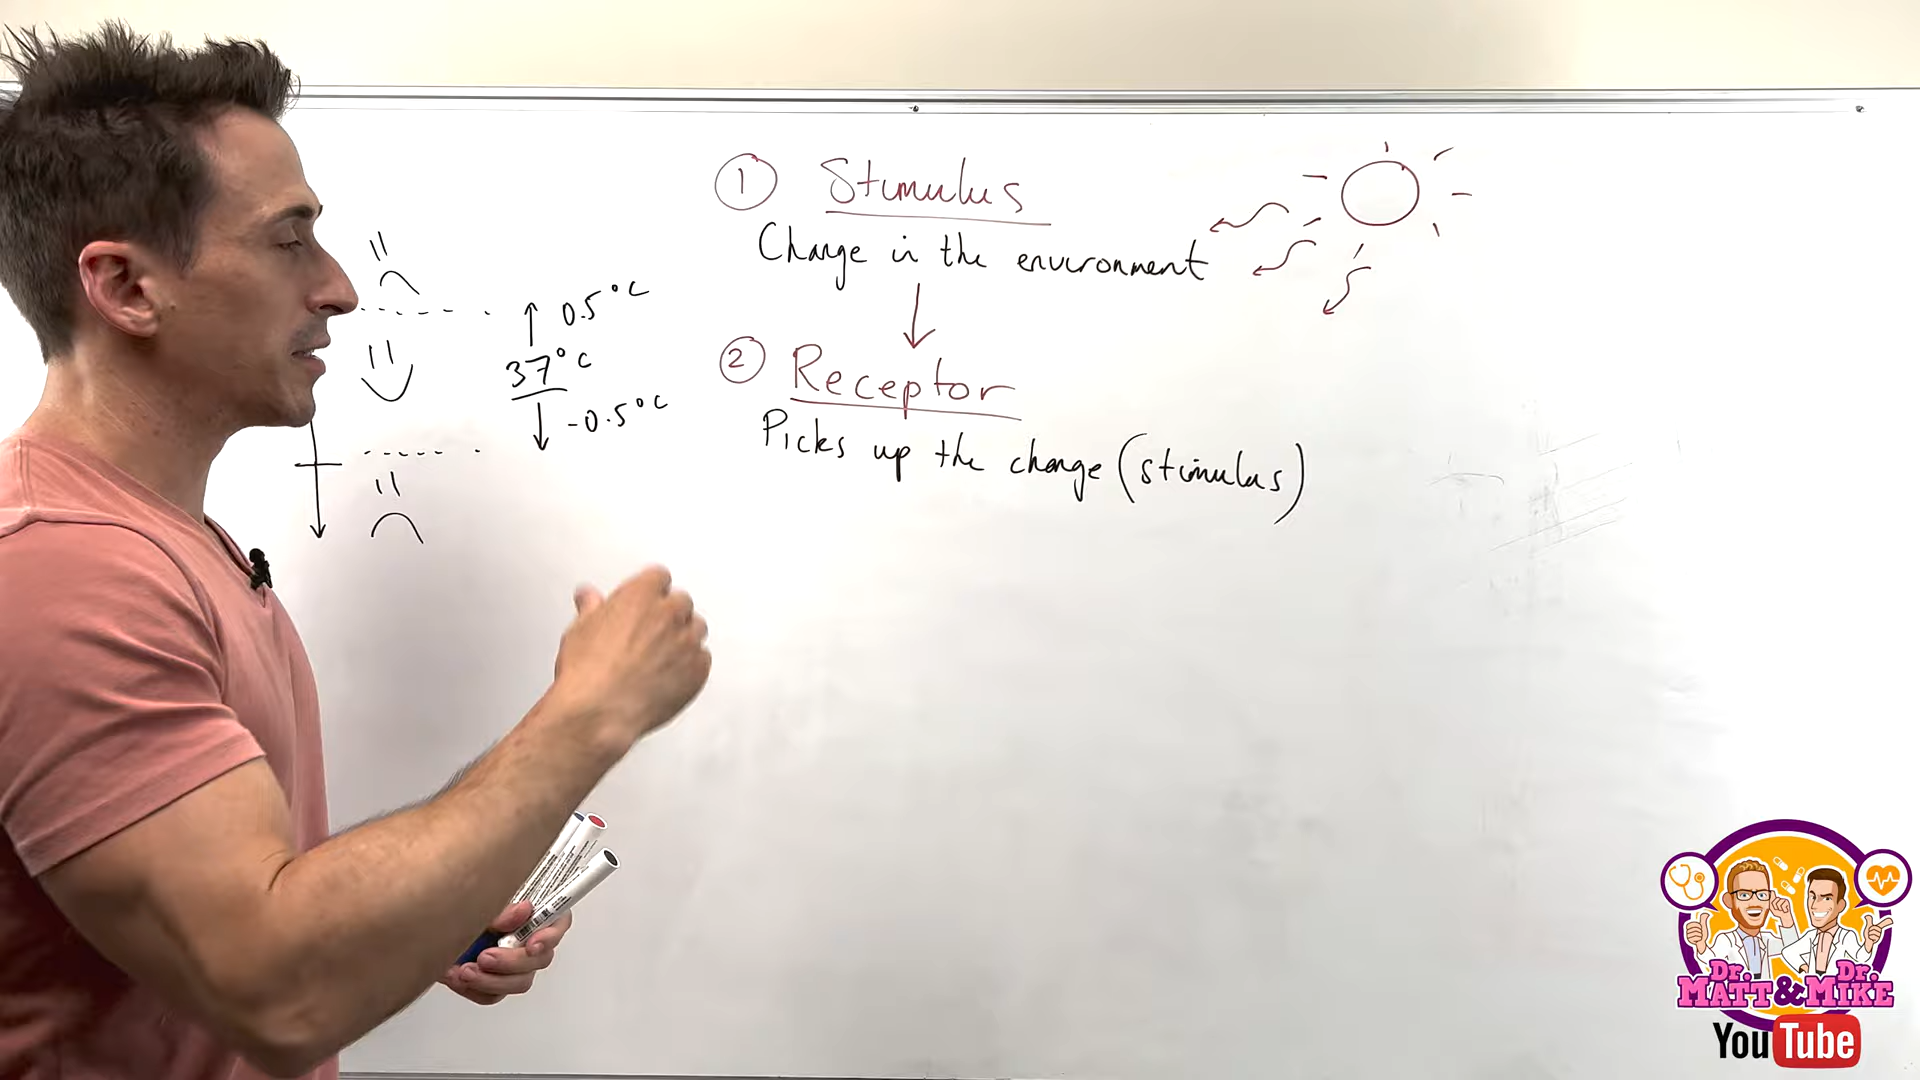 0.5°C
37°C
-0.5°C
1 Stimulus
Change in the environment
2 Receptor
Picks up the change (stimulus)
Dr. Dr.
MATT & MIKE
YouTube